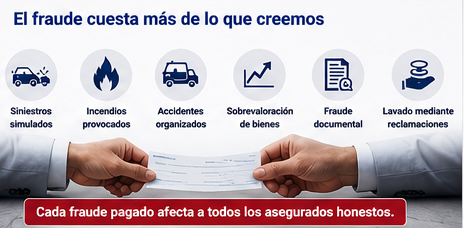 El fraude cuesta más de lo que creemos
Siniestros simulados
Incendios provocados
Accidentes organizados
Sobrevaloración de bienes
Fraude documental
Lavado mediante reclamaciones
Cada fraude pagado afecta a todos los asegurados honestos.